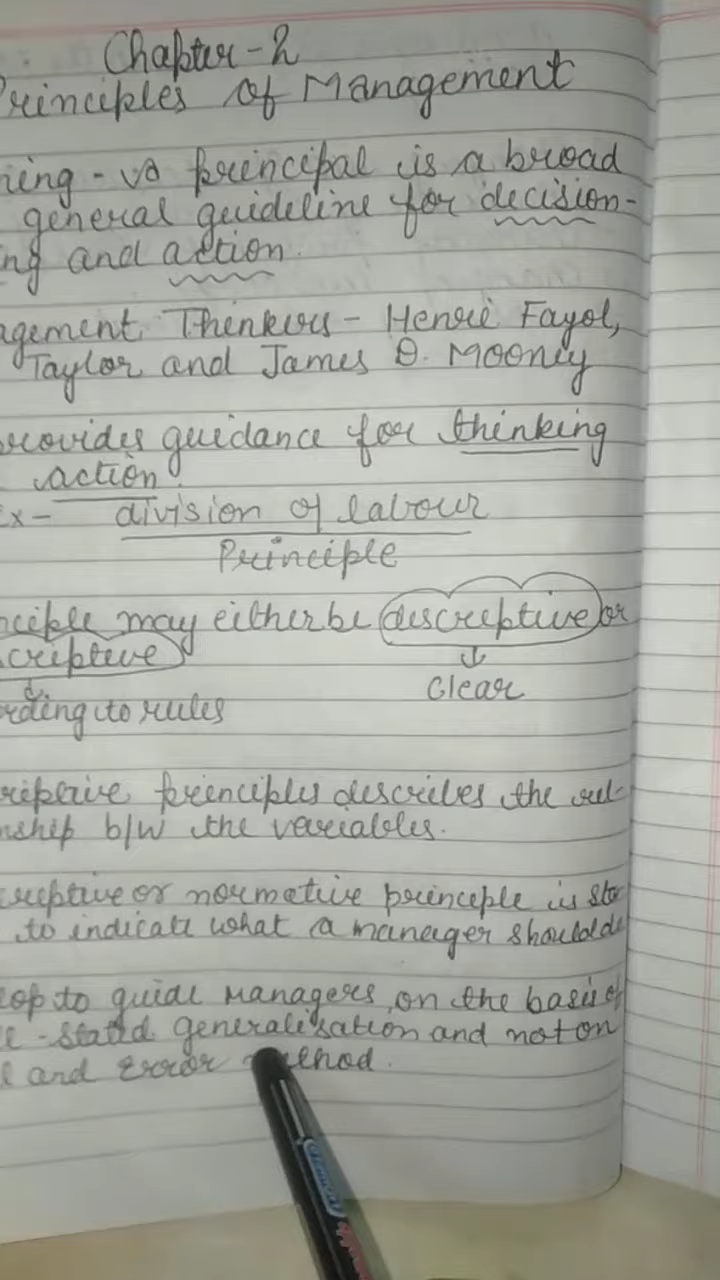 Chapter-2
Principles of Management
ning - A principal is a broad
general guideline for decision-
ng and action.
agement Thinkers - Henri Fayol,
Taylor and James D. Mooney
provides guidance for thinking
action.
Ex - division of labour
Principle
nciple may either be descriptive or
criptive
Clear
ording to rules
riptive principles describes the rel-
nship b/w the variables.
criptive or normative principle is sta
to indicate what a manager should do
lop to guide managers on the basis of
e-stated generalisation and not on
l and Error method.